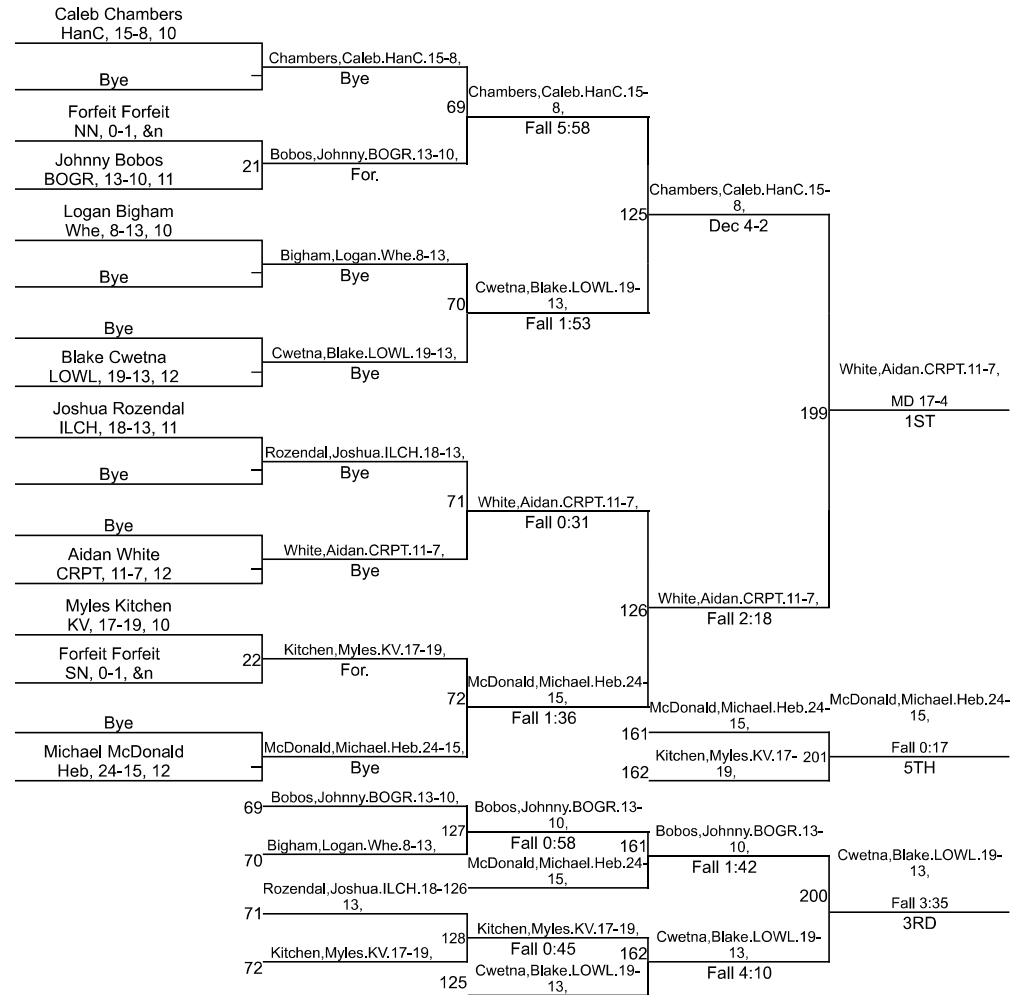 Caleb Chambers
HanC, 15-8, 10
Bye
Chambers,Caleb.HanC.15-8,
Bye
Forfeit Forfeit
NN, 0-1, &n
Johnny Bobos
BOGR, 13-10, 11
21
Bobos,Johnny.BOGR.13-10,
For.
69
Chambers,Caleb.HanC.15-
8,
Fall 5:58
Logan Bigham
Whe, 8-13, 10
Bye
Bigham,Logan.Whe.8-13,
Bye
Bye
Blake Cwetna
LOWL, 19-13, 12
Cwetna,Blake.LOWL.19-13,
Bye
70
Cwetna,Blake.LOWL.19-
13,
Fall 1:53
125
Chambers,Caleb.HanC.15-
8,
Dec 4-2
Joshua Rozendal
ILCH, 18-13, 11
Bye
Rozendal,Joshua.ILCH.18-13,
Bye
Bye
Aidan White
CRPT, 11-7, 12
White,Aidan.CRPT.11-7,
Bye
71
White,Aidan.CRPT.11-7,
Fall 0:31
Myles Kitchen
KV, 17-19, 10
Forfeit Forfeit
SN, 0-1, &n
22
Kitchen,Myles.KV.17-19,
For.
Bye
Michael McDonald
Heb, 24-15, 12
McDonald,Michael.Heb.24-15,
Bye
72
McDonald,Michael.Heb.24-
15,
Fall 1:36
126
White,Aidan.CRPT.11-7,
Fall 2:18
199
White,Aidan.CRPT.11-7,
MD 17-4
1ST
161
McDonald,Michael.Heb.24-
15,
162
Kitchen,Myles.KV.17-
19,
201
McDonald,Michael.Heb.24-
15,
Fall 0:17
5TH
69
Bobos,Johnny.BOGR.13-10,
70
Bigham,Logan.Whe.8-13,
127
Bobos,Johnny.BOGR.13-
10,
Fall 0:58
126
McDonald,Michael.Heb.24-
15,
161
Bobos,Johnny.BOGR.13-
10,
Fall 1:42
71
Rozendal,Joshua.ILCH.18-
13,
72
Kitchen,Myles.KV.17-19,
128
Kitchen,Myles.KV.17-19,
Fall 0:45
125
Cwetna,Blake.LOWL.19-
13,
162
Cwetna,Blake.LOWL.19-
13,
Fall 4:10
200
Cwetna,Blake.LOWL.19-
13,
Fall 3:35
3RD